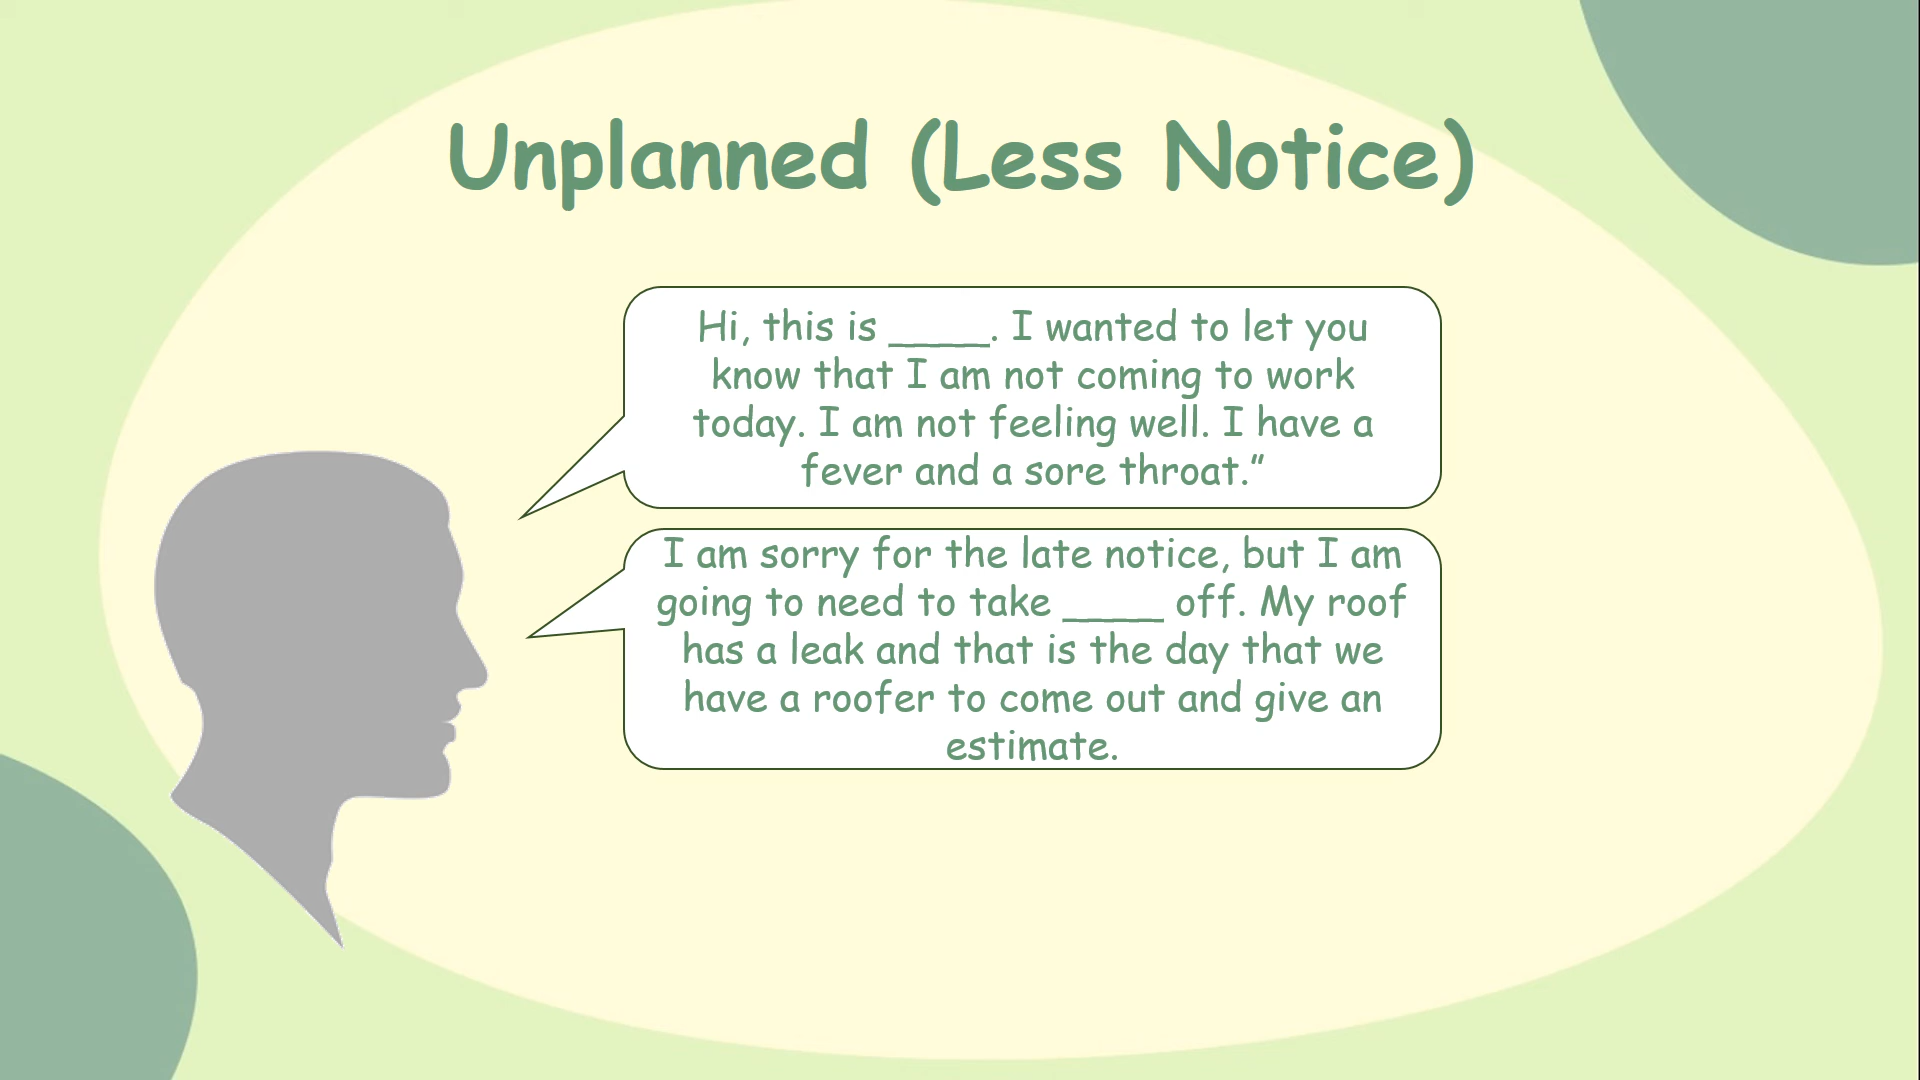 Unplanned (Less Notice)
Hi, this is _____. I wanted to let you
know that I am not coming to work
today. I am not feeling well. I have a
fever and a sore throat.”
I am sorry for the late notice, but I am
going to need to take _____ off. My roof
has a leak and that is the day that we
have a roofer to come out and give an
estimate.